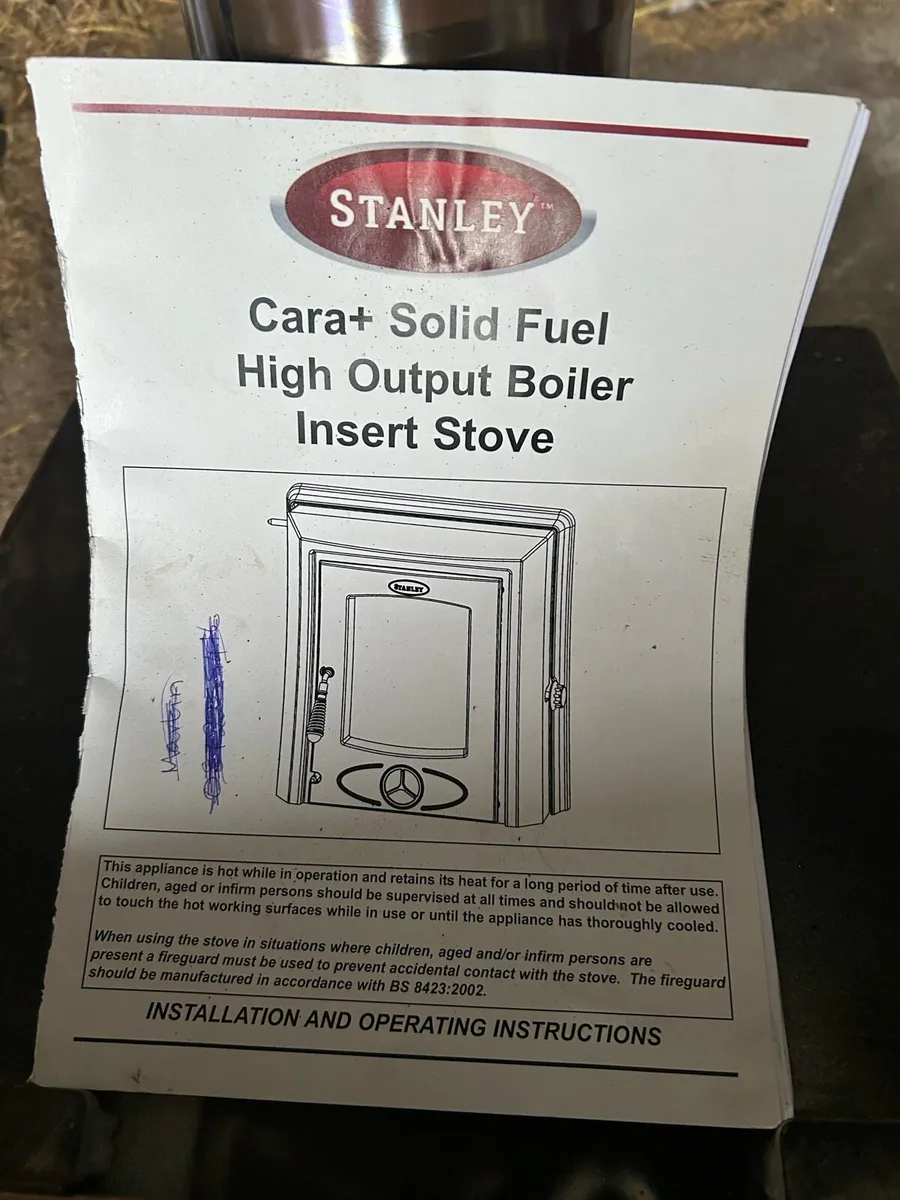 STANLEY™
Cara+ Solid Fuel
High Output Boiler
Insert Stove
STANLEY
Martin
This appliance is hot while in operation and retains its heat for a long period of time after use.
Children, aged or infirm persons should be supervised at all times and should not be allowed
to touch the hot working surfaces while in use or until the appliance has thoroughly cooled.
When using the stove in situations where children, aged and/or infirm persons are
present a fireguard must be used to prevent accidental contact with the stove. The fireguard
should be manufactured in accordance with BS 8423:2002.
INSTALLATION AND OPERATING INSTRUCTIONS